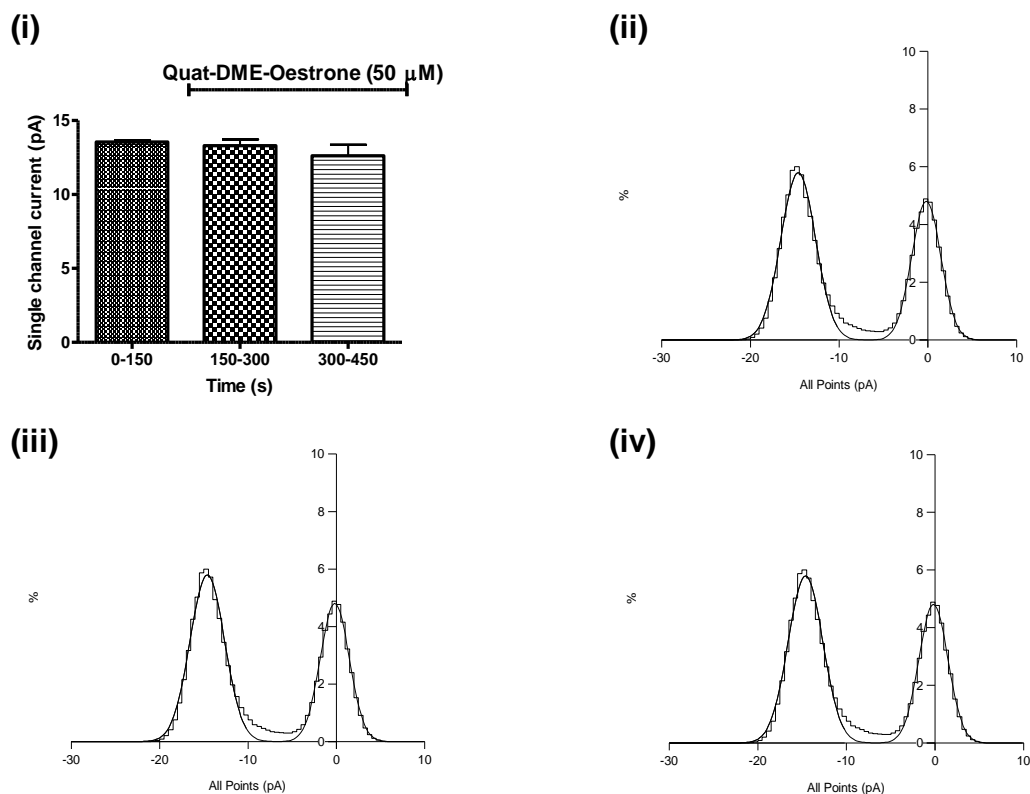 (i)
Quat-DME-Oestrone (50 μM)
Single channel current (pA)
15
10
5
0
0-150 150-300 300-450
Time (s)
(ii)
10
8
6
4
2
0
%
-30 -20 -10 0 10
All Points (pA)
(iii)
10
8
6
4
2
0
%
-30 -20 -10 0 10
All Points (pA)
(iv)
10
8
6
4
2
0
%
-30 -20 -10 0 10
All Points (pA)